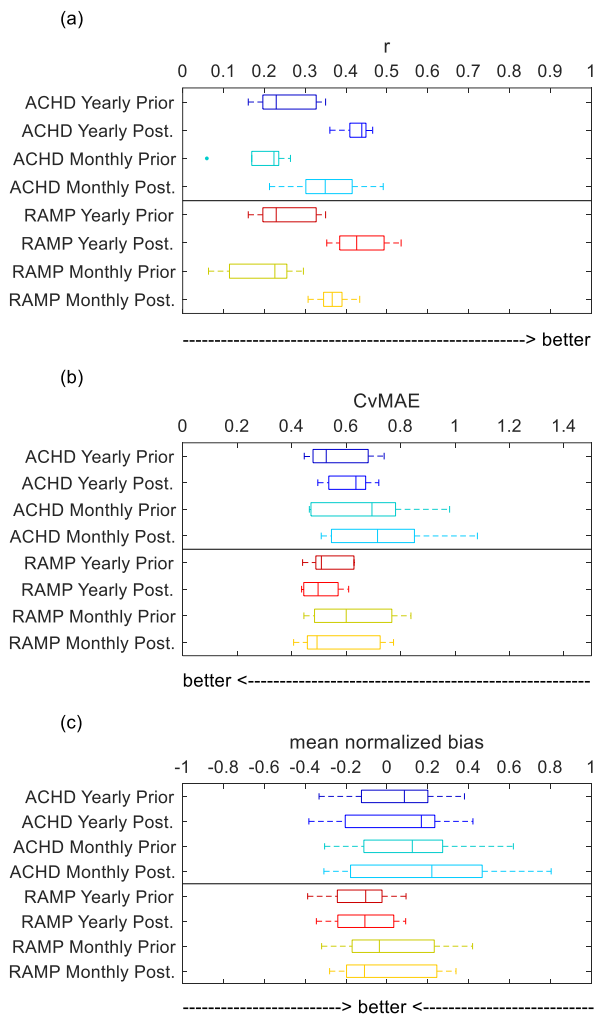 (a)
r
0 0.1 0.2 0.3 0.4 0.5 0.6 0.7 0.8 0.9 1
ACHD Yearly Prior
ACHD Yearly Post.
ACHD Monthly Prior
ACHD Monthly Post.
RAMP Yearly Prior
RAMP Yearly Post.
RAMP Monthly Prior
RAMP Monthly Post.
------------------------------------------------------> better
(b)
CvMAE
0 0.2 0.4 0.6 0.8 1 1.2 1.4
ACHD Yearly Prior
ACHD Yearly Post.
ACHD Monthly Prior
ACHD Monthly Post.
RAMP Yearly Prior
RAMP Yearly Post.
RAMP Monthly Prior
RAMP Monthly Post.
better <------------------------------------------------------
(c)
mean normalized bias
-1 -0.8 -0.6 -0.4 -0.2 0 0.2 0.4 0.6 0.8 1
ACHD Yearly Prior
ACHD Yearly Post.
ACHD Monthly Prior
ACHD Monthly Post.
RAMP Yearly Prior
RAMP Yearly Post.
RAMP Monthly Prior
RAMP Monthly Post.
-------------------------> better <---------------------------